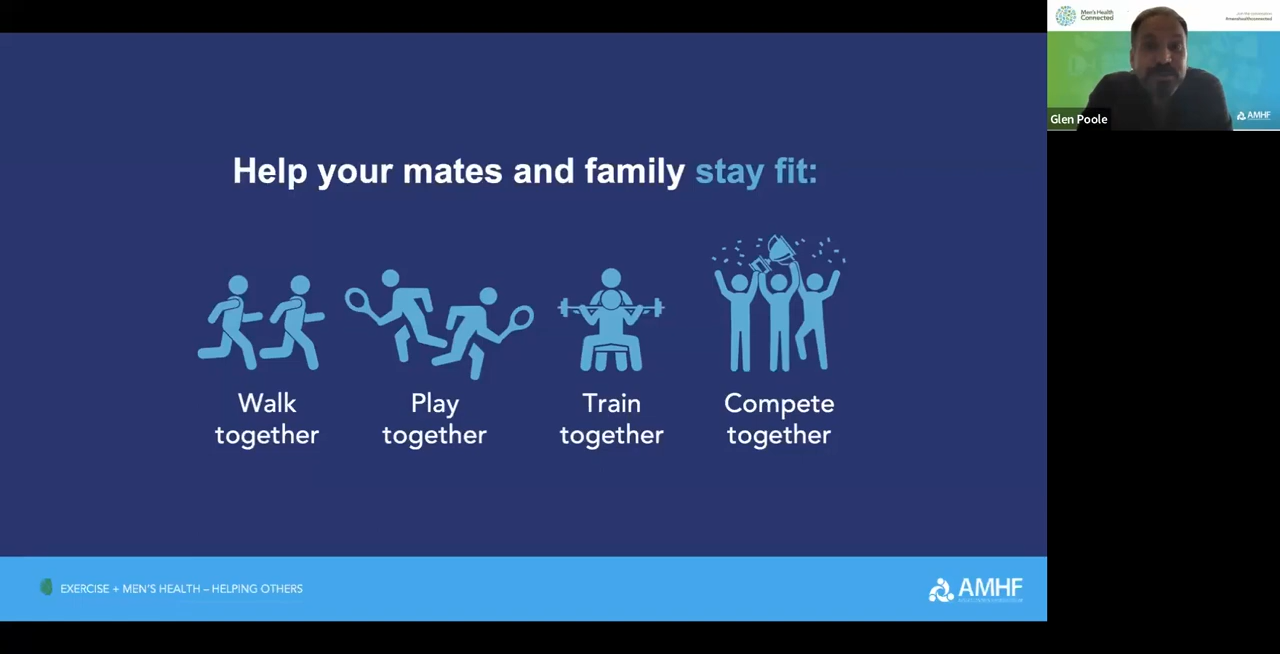 Help your mates and family stay fit:
Walk
together
Play
together
Train
together
Compete
together
EXERCISE + MEN'S HEALTH – HELPING OTHERS
AMHF
Men's Health
Connected
#menshealthconnected
AMHF
Glen Poole